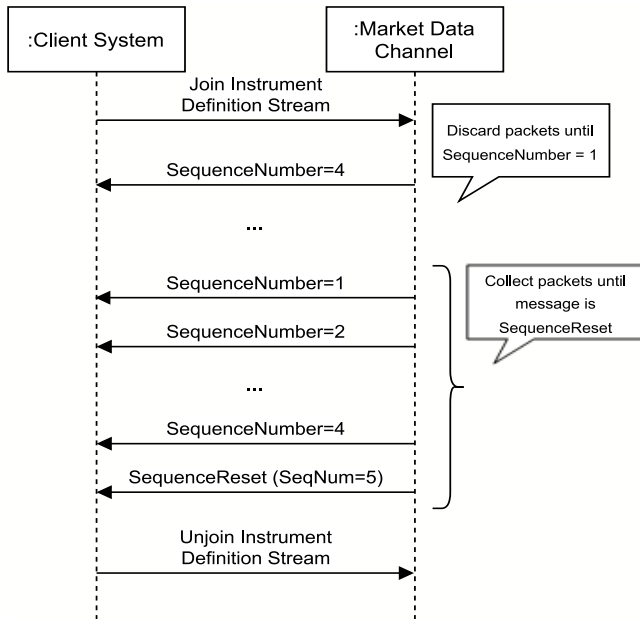 :Client System
:Market Data
Channel
Join Instrument
Definition Stream
Discard packets until
SequenceNumber = 1
SequenceNumber=4
...
SequenceNumber=1
Collect packets until
message is
SequenceReset
SequenceNumber=2
...
SequenceNumber=4
SequenceReset (SeqNum=5)
Unjoin Instrument
Definition Stream